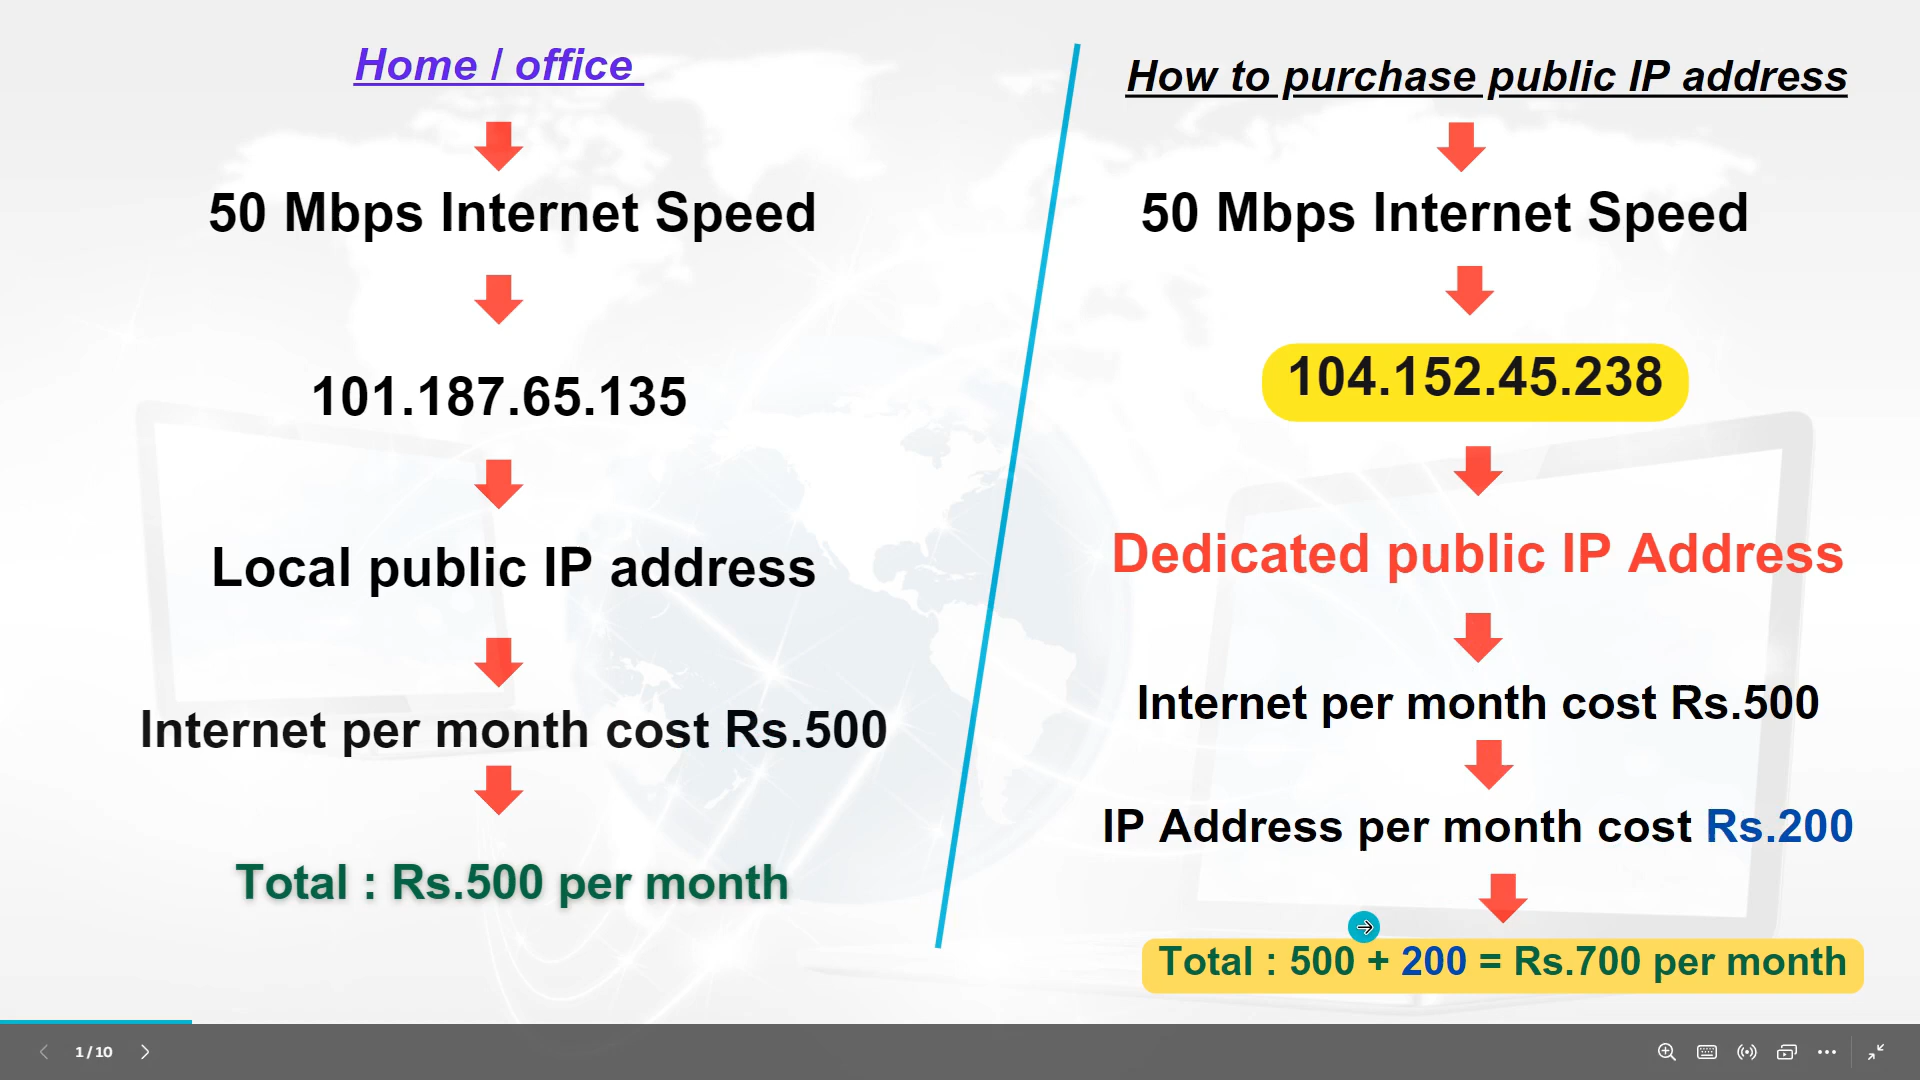 Home / office
50 Mbps Internet Speed
101.187.65.135
Local public IP address
Internet per month cost Rs.500
Total : Rs.500 per month
How to purchase public IP address
50 Mbps Internet Speed
104.152.45.238
Dedicated public IP Address
Internet per month cost Rs.500
IP Address per month cost Rs.200
Total : 500 + 200 = Rs.700 per month
1 / 10